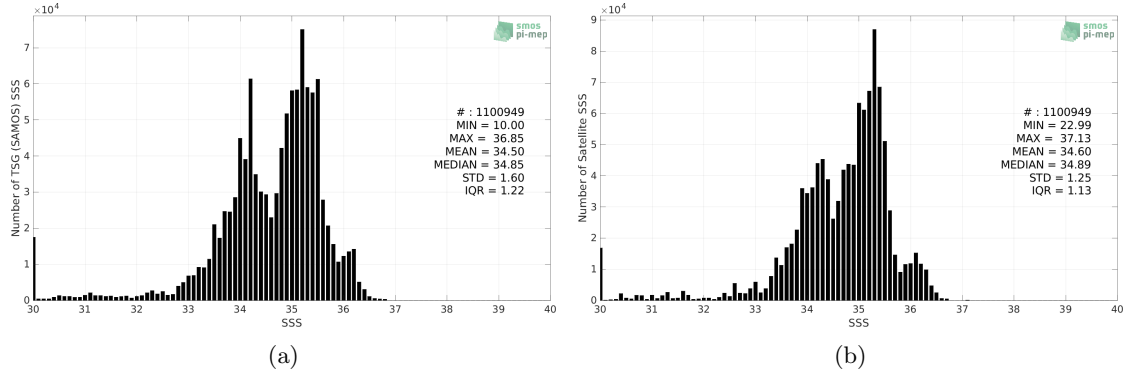 ×10⁴
7
6
5
4
3
2
1
0
Number of TSG (SAMOS) SSS
smos
pi-mep
# : 1100949
MIN = 10.00
MAX = 36.85
MEAN = 34.50
MEDIAN = 34.85
STD = 1.60
IQR = 1.22
30 31 32 33 34 35 36 37 38 39 40
SSS
(a)
×10⁴
9
8
7
6
5
4
3
2
1
0
Number of Satellite SSS
smos
pi-mep
# : 1100949
MIN = 22.99
MAX = 37.13
MEAN = 34.60
MEDIAN = 34.89
STD = 1.25
IQR = 1.13
30 31 32 33 34 35 36 37 38 39 40
SSS
(b)